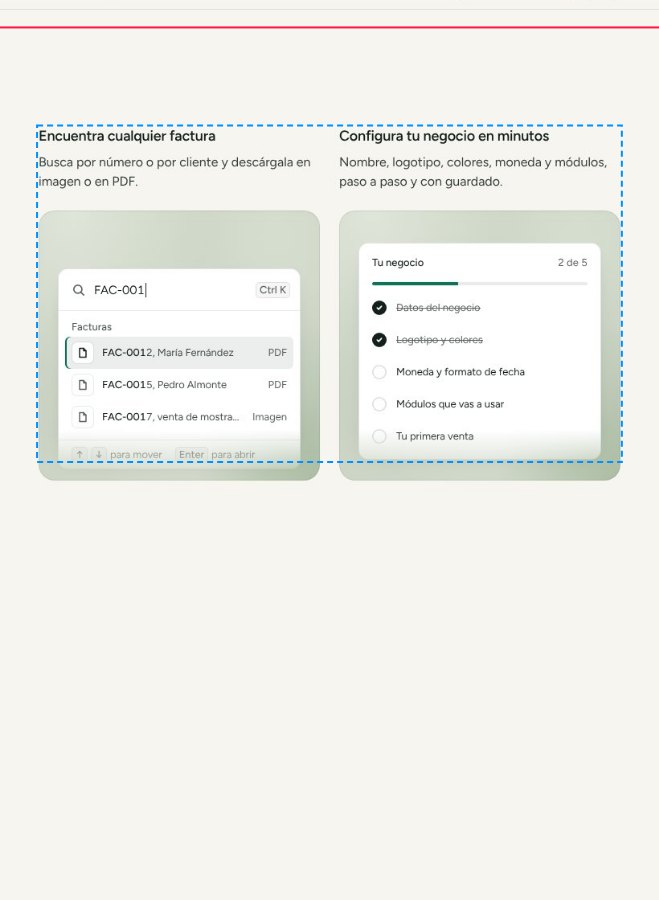 Encuentra cualquier factura
Busca por número o por cliente y descárgala en
imagen o en PDF.
FAC-001
Ctrl K
Facturas
FAC-0012, María Fernández PDF
FAC-0015, Pedro Almonte PDF
FAC-0017, venta de mostra... Imagen
↑ ↓ para mover Enter para abrir
Configura tu negocio en minutos
Nombre, logotipo, colores, moneda y módulos,
paso a paso y con guardado.
Tu negocio 2 de 5
Datos del negocio
Logotipo y colores
Moneda y formato de fecha
Módulos que vas a usar
Tu primera venta